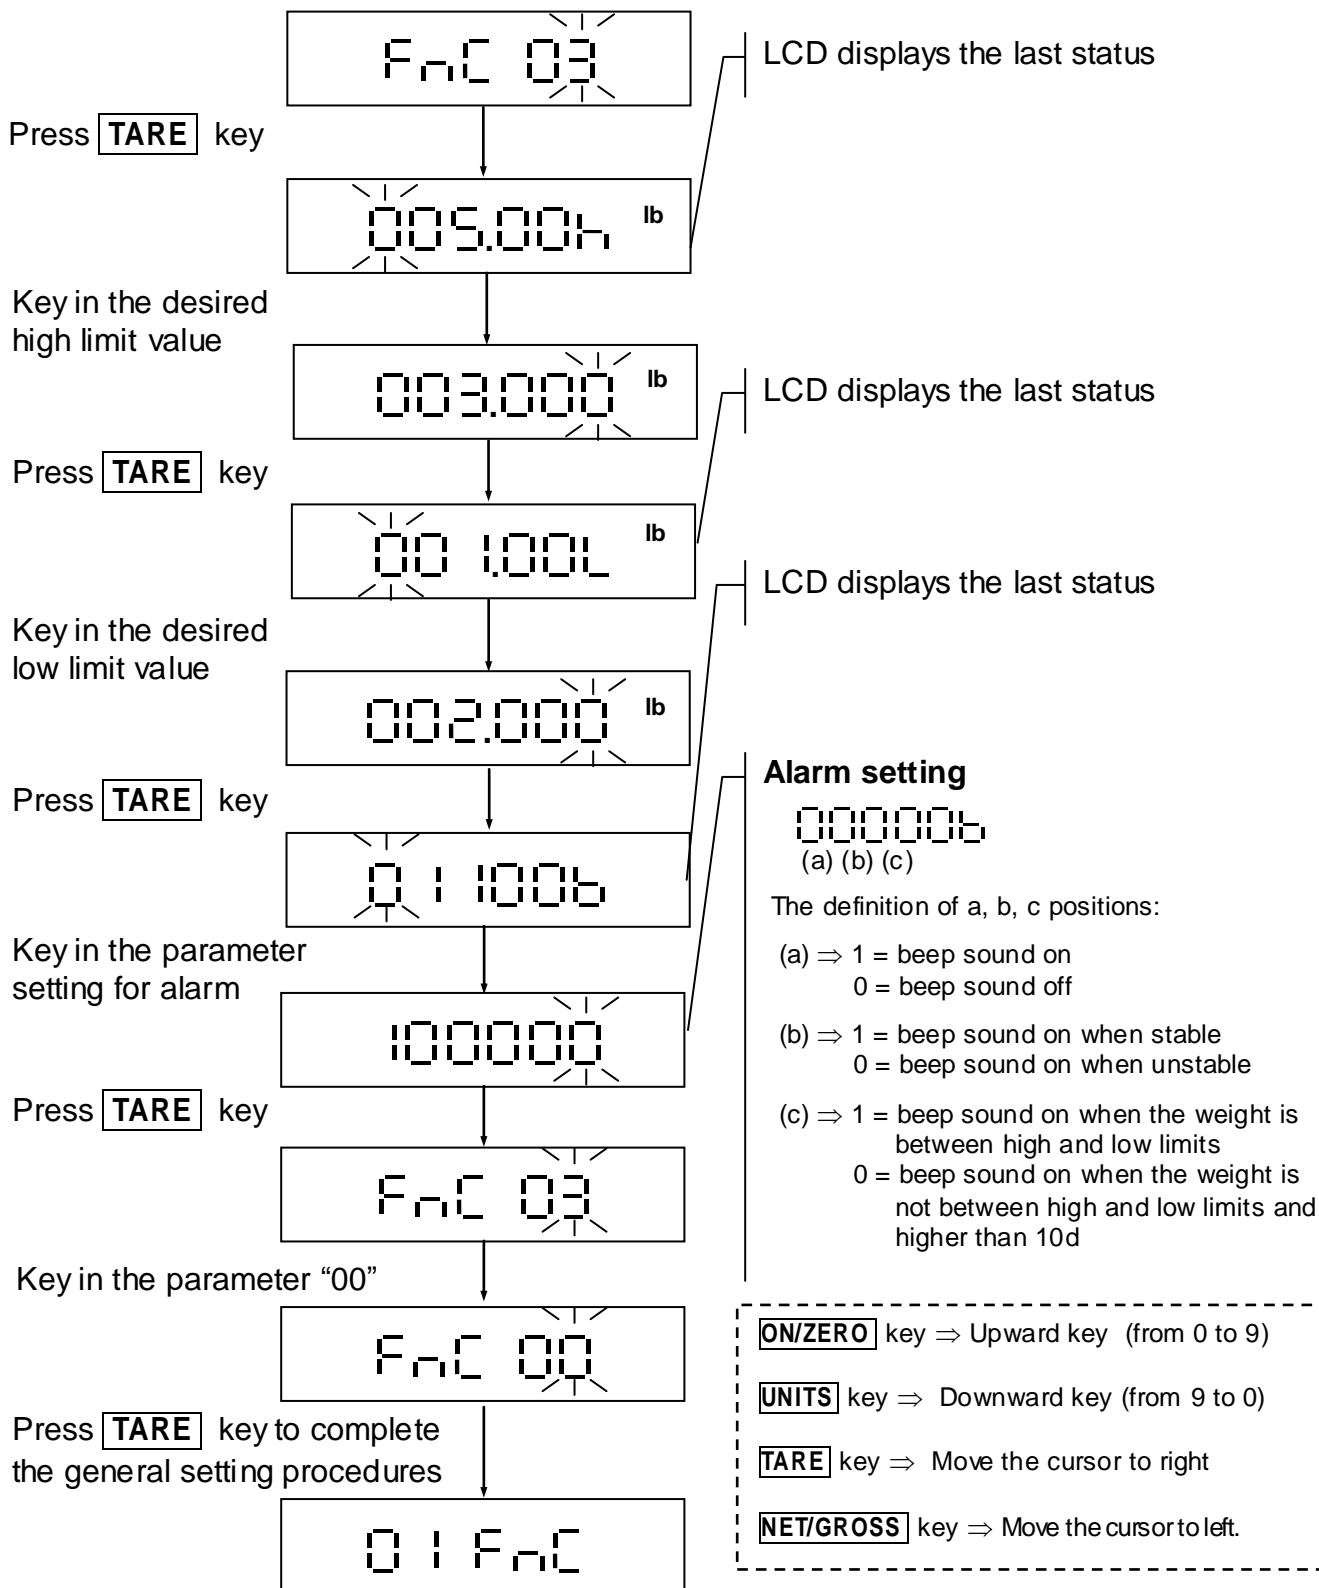 FnC 03
LCD displays the last status
Press TARE key
005.00h lb
Key in the desired
high limit value
003.000 lb
LCD displays the last status
Press TARE key
001.00L lb
LCD displays the last status
Key in the desired
low limit value
002.000 lb
Press TARE key
01100b
Key in the parameter
setting for alarm
100000
Press TARE key
FnC 03
Key in the parameter “00”
FnC 00
Press TARE key to complete
the general setting procedures
01 FnC
Alarm setting
00000b
(a) (b) (c)
The definition of a, b, c positions:
(a) ⇒ 1 = beep sound on
0 = beep sound off
(b) ⇒ 1 = beep sound on when stable
0 = beep sound on when unstable
(c) ⇒ 1 = beep sound on when the weight is
between high and low limits
0 = beep sound on when the weight is
not between high and low limits and
higher than 10d
ON/ZERO key ⇒ Upward key (from 0 to 9)
UNITS key ⇒ Downward key (from 9 to 0)
TARE key ⇒ Move the cursor to right
NET/GROSS key ⇒ Move the cursor to left.